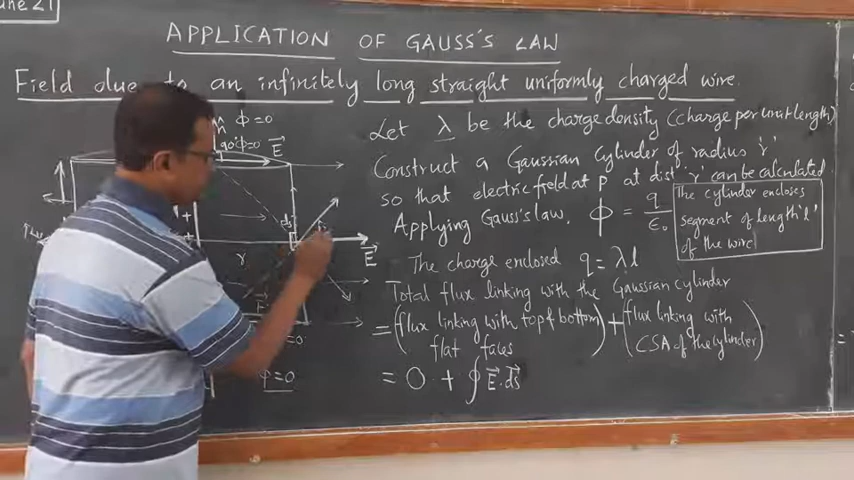 une 21
APPLICATION OF GAUSS'S LAW
Field due to an infinitely long straight uniformly charged wire.
Let λ be the charge density (charge per unit length)
Construct a Gaussian Cylinder of radius 'r'
so that electric field at P at dist 'r' can be calculated
Applying Gauss's law, ϕ = q/ε₀
The cylinder encloses
segment of length 'l'
of the wire
The charge enclosed q = λl
Total flux linking with the Gaussian cylinder
= (flux linking with top & bottom flat faces) + (flux linking with CSA of the cylinder)
= 0 + ∮ E⃗.ds⃗
ϕ=0
90° ϕ=0 E⃗
ds
r
E⃗
φ=0